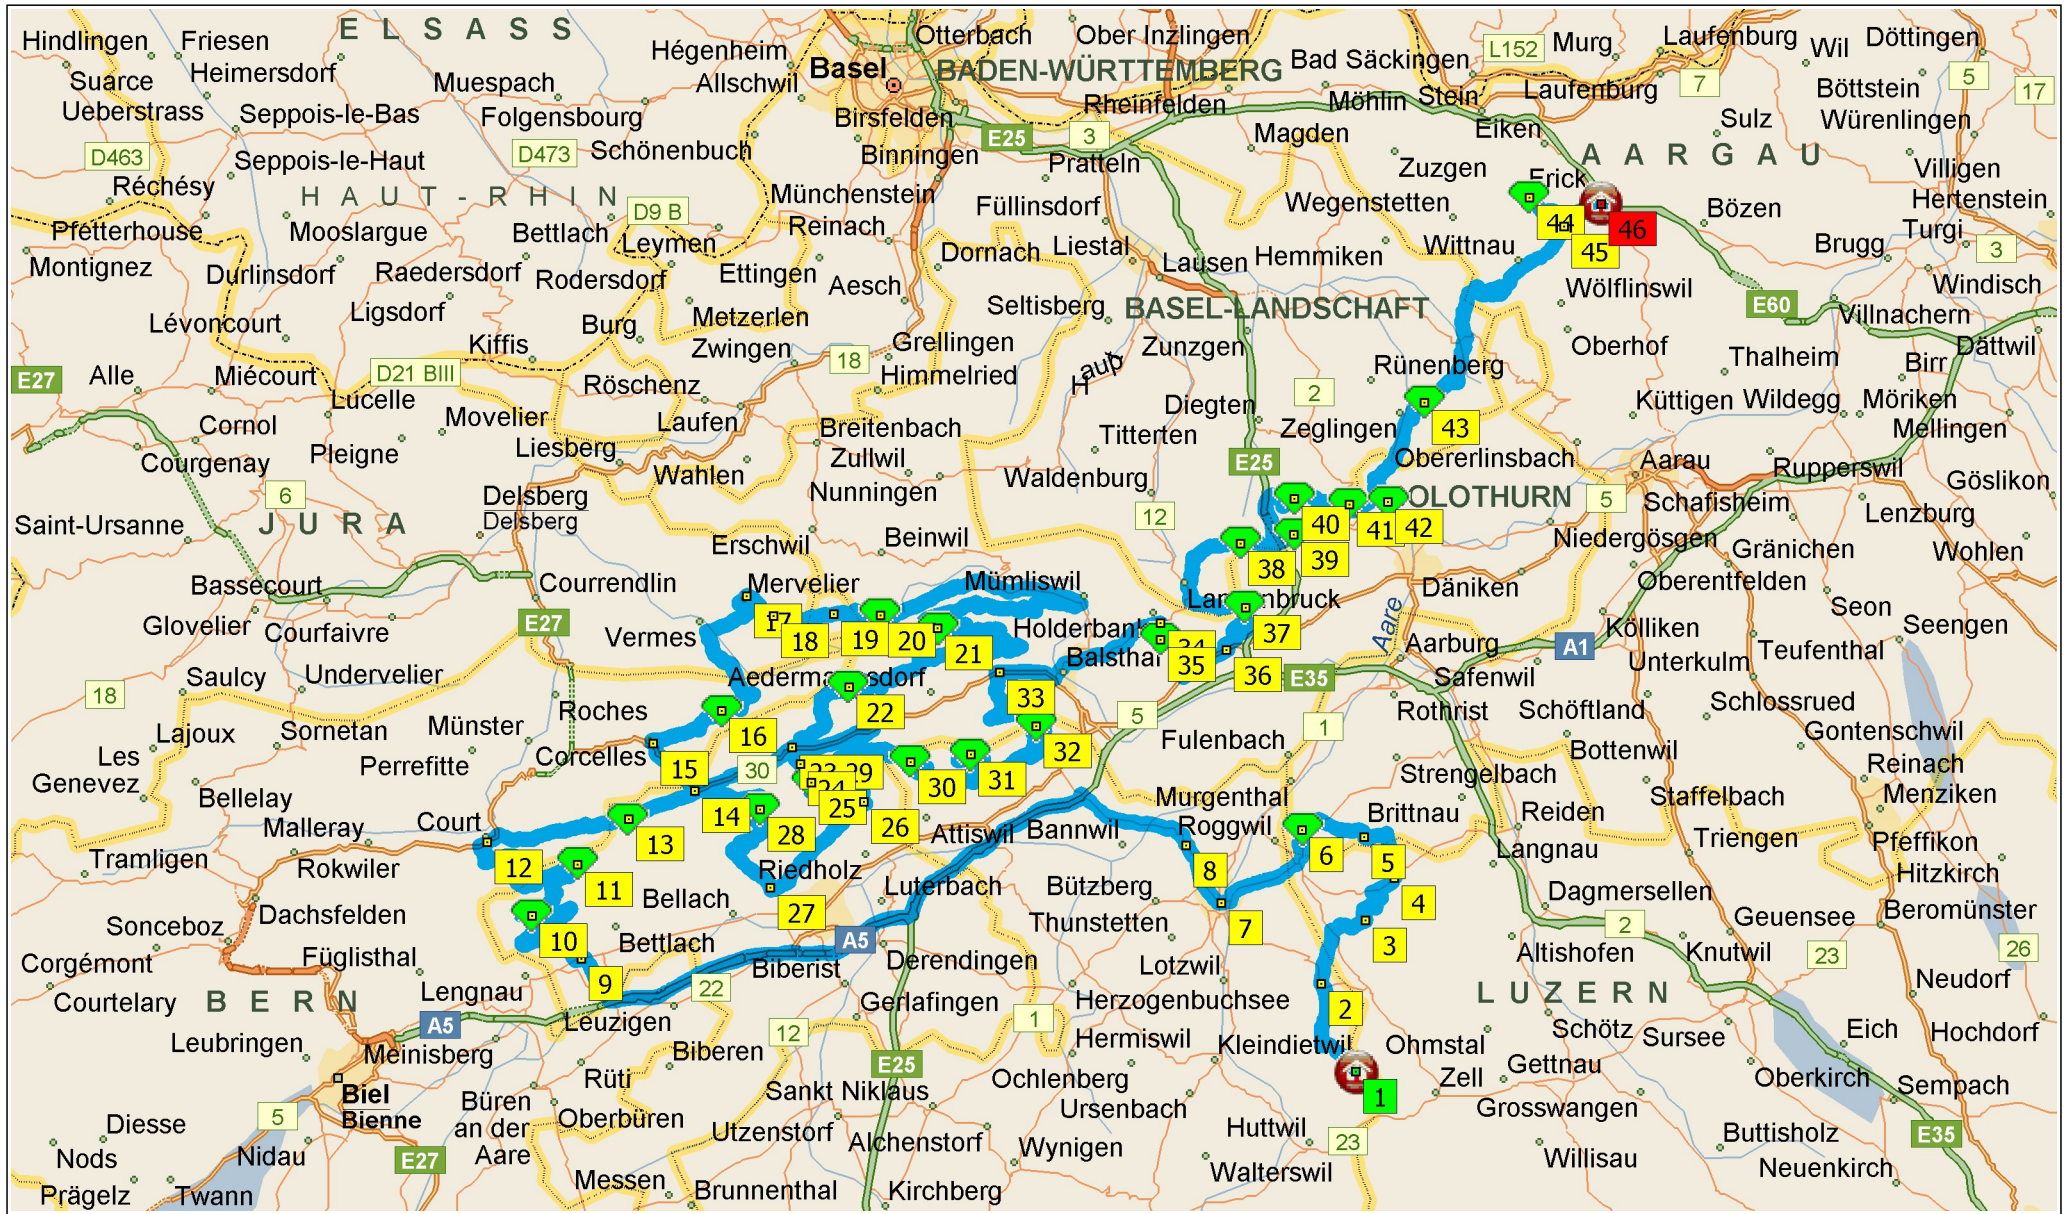 E L S A S S
Hindlingen
Friesen
Hégenheim
Otterbach
Ober Inzlingen
Bad Säckingen
L152
Murg
Laufenburg
Wil
Döttingen
Suarce
Heimersdorf
Muespach
Allschwil
Basel
BADEN-WÜRTTEMBERG
7
5
17
Ueberstrass
Seppois-le-Bas
Folgensbourg
Birsfelden
Rheinfelden
Möhlin
Stein
Laufenburg
Böttstein
D463
Seppois-le-Haut
D473
Schönenbuch
Binningen
E25
3
Pratteln
Magden
Eiken
Sulz
Würenlingen
Réchésy
H A U T - R H I N
Münchenstein
Füllinsdorf
Zuzgen
Frick
A A R G A U
Villigen
Hertenstein
Pfetterhouse
Mooslargue
Bettlach
D9 B
Leymen
Reinach
Dornach
Liestal
Wegenstetten
44
45
46
Bözen
Turgi
Brugg
3
Montignez
Durlinsdorf
Raedersdorf
Rodersdorf
Ettingen
Aesch
Lausen
Hemmiken
Wittnau
Wölflinswil
Windisch
Ligsdorf
Metzerlen
Seltisberg
BASEL-LANDSCHAFT
E60
Villnachern
Lévoncourt
Kiffis
Burg
Zwingen
18
Grellingen
Zunzgen
Oberhof
Thalheim
Birr
Dättwil
E27
Alle
Miécourt
D21 BIII
Röschenz
Himmelried
Haup
Rünenberg
2
Lucelle
Movelier
Laufen
Diegten
Küttigen
Wildegg
Möriken
Cornol
Pleigne
Liesberg
Breitenbach
Titterten
Zeglingen
43
Mellingen
Courgenay
Wahlen
Zullwil
Waldenburg
E25
Obererlinsbach
Aarau
Rupperswil
Göslikon
6
Delsberg
Delsberg
Nunningen
12
OLOTHURN
5
Schafisheim
Saint-Ursanne
J U R A
Erschwil
Beinwil
40
41
42
Niedergösgen
Gränichen
Lenzburg
Wohlen
38
39
Bassecourt
Courrendlin
Mervelier
Mümliswil
Däniken
Oberentfelden
Seon
Glovelier
Courfaivre
E27
Vermes
17
18
19
20
21
Holderbank
34
35
36
37
Aare
Aarburg
A1
Kölliken
Seengen
Undervelier
Balsthal
E35
Safenwil
Unterkulm
Teufenthal
18
Saulcy
Roches
22
33
Rothrist
Schöftland
Schlossrued
Lajoux
Sornetan
Münster
16
32
5
1
Gontenschwil
Les
Genevez
Perrefitte
Corcelles
15
30
29
24
25
30
31
Fulenbach
Bottenwil
Reinach
Bellelay
Strengelbach
Menziken
Malleray
Court
13
14
28
26
Attiswil
Bannwil
Murgenthal
Roggwil
Brittnau
Reiden
Staffelbach
Triengen
Pfeffikon
Tramligen
Rokwiler
12
11
Riedholz
8
6
5
Langnau
Hitzkirch
Bellach
27
Luterbach
Bützberg
4
Dagmersellen
Sonceboz
Dachsfelden
10
Bettlach
A5
Thunstetten
7
3
Geuensee
Beromünster
2
Corgémont
Füglisthal
9
Biberist
Derendingen
Lotzwil
Altishofen
Knutwil
23
26
Courtelary
B E R N
Lengnau
22
Gerlafingen
Herzogenbuchsee
2
L U Z E R N
Neudorf
Leubringen
A5
Leuzigen
12
1
Hermiswil
Kleindietwil
Ohmstal
Schötz
Sursee
Eich
Hochdorf
Meinisberg
Biberen
E25
Gettnau
Biel
Bienne
Rüti
Sankt Niklaus
Ochlenberg
1
Zell
Oberkirch
Sempach
5
Diesse
Büren
an der
Aare
Oberbüren
Ursenbach
Grosswangen
Utzenstorf
Alchenstorf
Huttwil
23
Buttisholz
E35
Nods
Nidau
E27
Wynigen
Walterswil
Willisau
Neuenkirch
Prägelz
Twann
Messen
Brunnenthal
Kirchberg